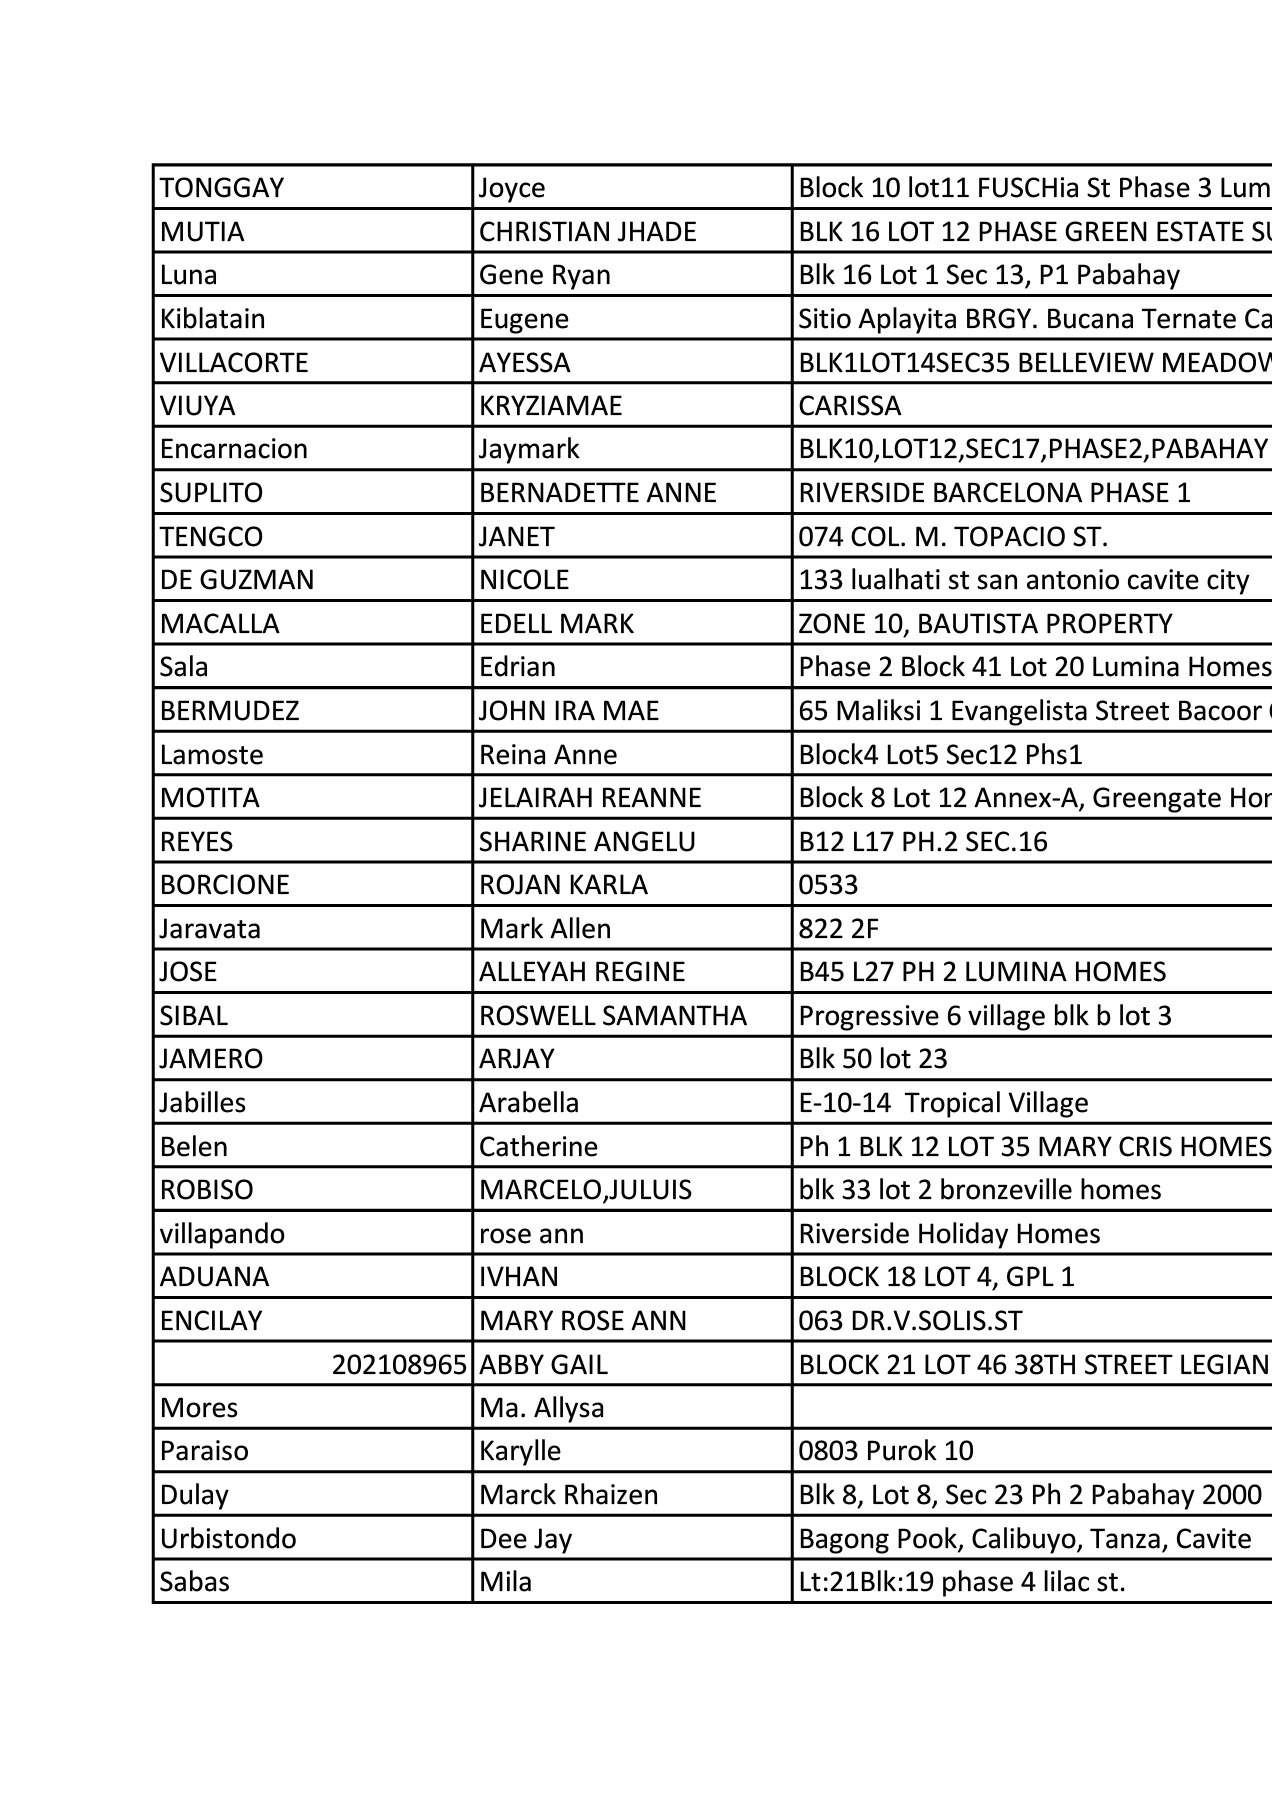 TONGGAY Joyce Block 10 lot11 FUSCHia St Phase 3 Lum
MUTIA CHRISTIAN JHADE BLK 16 LOT 12 PHASE GREEN ESTATE SU
Luna Gene Ryan Blk 16 Lot 1 Sec 13, P1 Pabahay
Kiblatain Eugene Sitio Aplayita BRGY. Bucana Ternate Ca
VILLACORTE AYESSA BLK1LOT14SEC35 BELLEVIEW MEADOW
VIUYA KRYZIAMAE CARISSA
Encarnacion Jaymark BLK10,LOT12,SEC17,PHASE2,PABAHAY
SUPLITO BERNADETTE ANNE RIVERSIDE BARCELONA PHASE 1
TENGCO JANET 074 COL. M. TOPACIO ST.
DE GUZMAN NICOLE 133 lualhati st san antonio cavite city
MACALLA EDELL MARK ZONE 10, BAUTISTA PROPERTY
Sala Edrian Phase 2 Block 41 Lot 20 Lumina Homes
BERMUDEZ JOHN IRA MAE 65 Maliksi 1 Evangelista Street Bacoor
Lamoste Reina Anne Block4 Lot5 Sec12 Phs1
MOTITA JELAIRAH REANNE Block 8 Lot 12 Annex-A, Greengate Hom
REYES SHARINE ANGELU B12 L17 PH.2 SEC.16
BORCIONE ROJAN KARLA 0533
Jaravata Mark Allen 822 2F
JOSE ALLEYAH REGINE B45 L27 PH 2 LUMINA HOMES
SIBAL ROSWELL SAMANTHA Progressive 6 village blk b lot 3
JAMERO ARJAY Blk 50 lot 23
Jabilles Arabella E-10-14  Tropical Village
Belen Catherine Ph 1 BLK 12 LOT 35 MARY CRIS HOMES
ROBISO MARCELO,JULUIS blk 33 lot 2 bronzeville homes
villapando rose ann Riverside Holiday Homes
ADUANA IVHAN BLOCK 18 LOT 4, GPL 1
ENCILAY MARY ROSE ANN 063 DR.V.SOLIS.ST
202108965 ABBY GAIL BLOCK 21 LOT 46 38TH STREET LEGIAN
Mores Ma. Allysa
Paraiso Karylle 0803 Purok 10
Dulay Marck Rhaizen Blk 8, Lot 8, Sec 23 Ph 2 Pabahay 2000
Urbistondo Dee Jay Bagong Pook, Calibuyo, Tanza, Cavite
Sabas Mila Lt:21Blk:19 phase 4 lilac st.